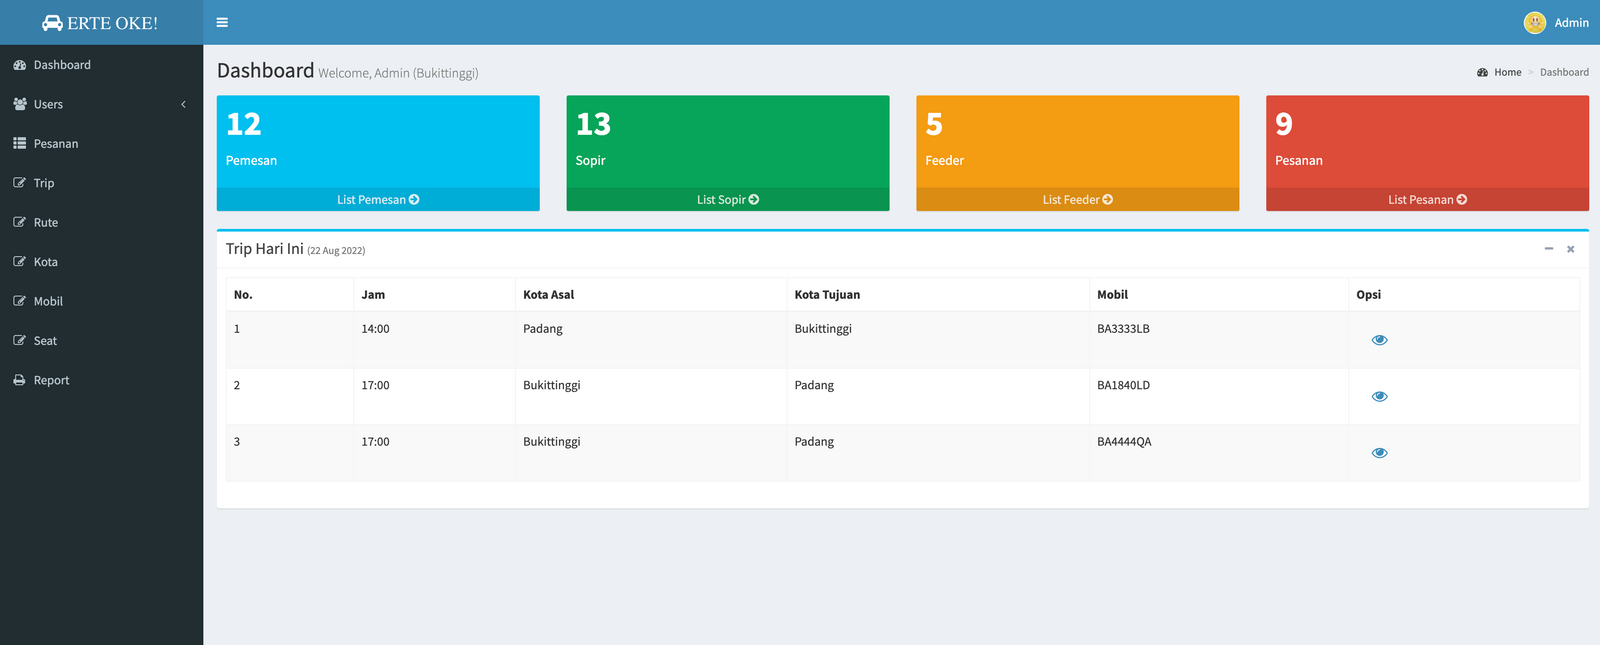 ERTE OKE!
Admin
Dashboard
Users
Pesanan
Trip
Rute
Kota
Mobil
Seat
Report
Dashboard Welcome, Admin (Bukittinggi)
Home > Dashboard
12
Pemesan
List Pemesan
13
Sopir
List Sopir
5
Feeder
List Feeder
9
Pesanan
List Pesanan
Trip Hari Ini (22 Aug 2022)
No. Jam Kota Asal Kota Tujuan Mobil Opsi
1 14:00 Padang Bukittinggi BA3333LB
2 17:00 Bukittinggi Padang BA1840LD
3 17:00 Bukittinggi Padang BA4444QA